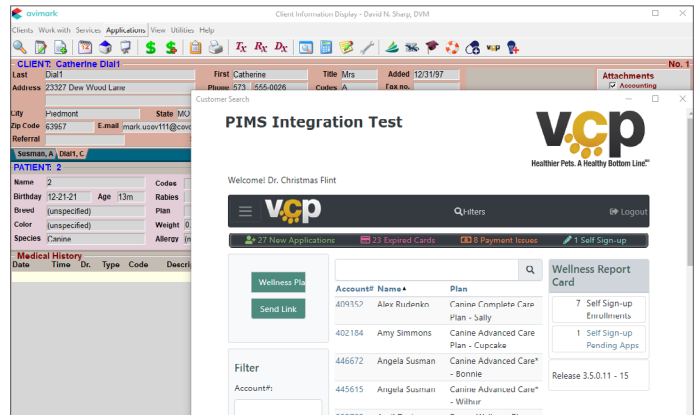 avimark
Client Information Display - David N. Sharp, DVM
Clients Work with Services Applications View Utilities Help
Tx Rx Dx
vcp
CLIENT: Catherine Dial1
No. 1
Last Dial1 First Catherine Title Mrs Added 12/31/97
Attachments
Address 23327 Dew Wood Lane Phone 573 555-0026 Codes A Fax no.
Accounting
City Piedmont State MO
Zip Code 63957 E.mail
Referral
Susman, A Dial1, C
PATIENT: 2
Name 2 Codes
Birthday 12-21-21 Age 13m Rabies
Breed (unspecified) Plan
Color (unspecified) Weight
Species Canine Allergy
Medical History
Date Time Dr. Type Code
Customer Search
PIMS Integration Test
vcp
Healthier Pets. A Healthy Bottom Line.™
Welcome! Dr. Christmas Flint
vcp
Filters
Logout
27 New Applications 23 Expired Cards 8 Payment Issues 1 Self Sign-up
Wellness Pla
Send Link
Filter
Account#:
Account# Name Plan
409352 Alex Rudenko Canine Complete Care
Plan - Sally
402184 Amy Simmons Canine Advanced Care
Plan - Cupcake
446672 Angela Susman Canine Advanced Care*
- Bonnie
445615 Angela Susman Canine Advanced Care*
- Wilbur
Wellness Report
Card
7 Self Sign-up
Enrollments
1 Self Sign-up
Pending Apps
Release 3.5.0.11 - 15